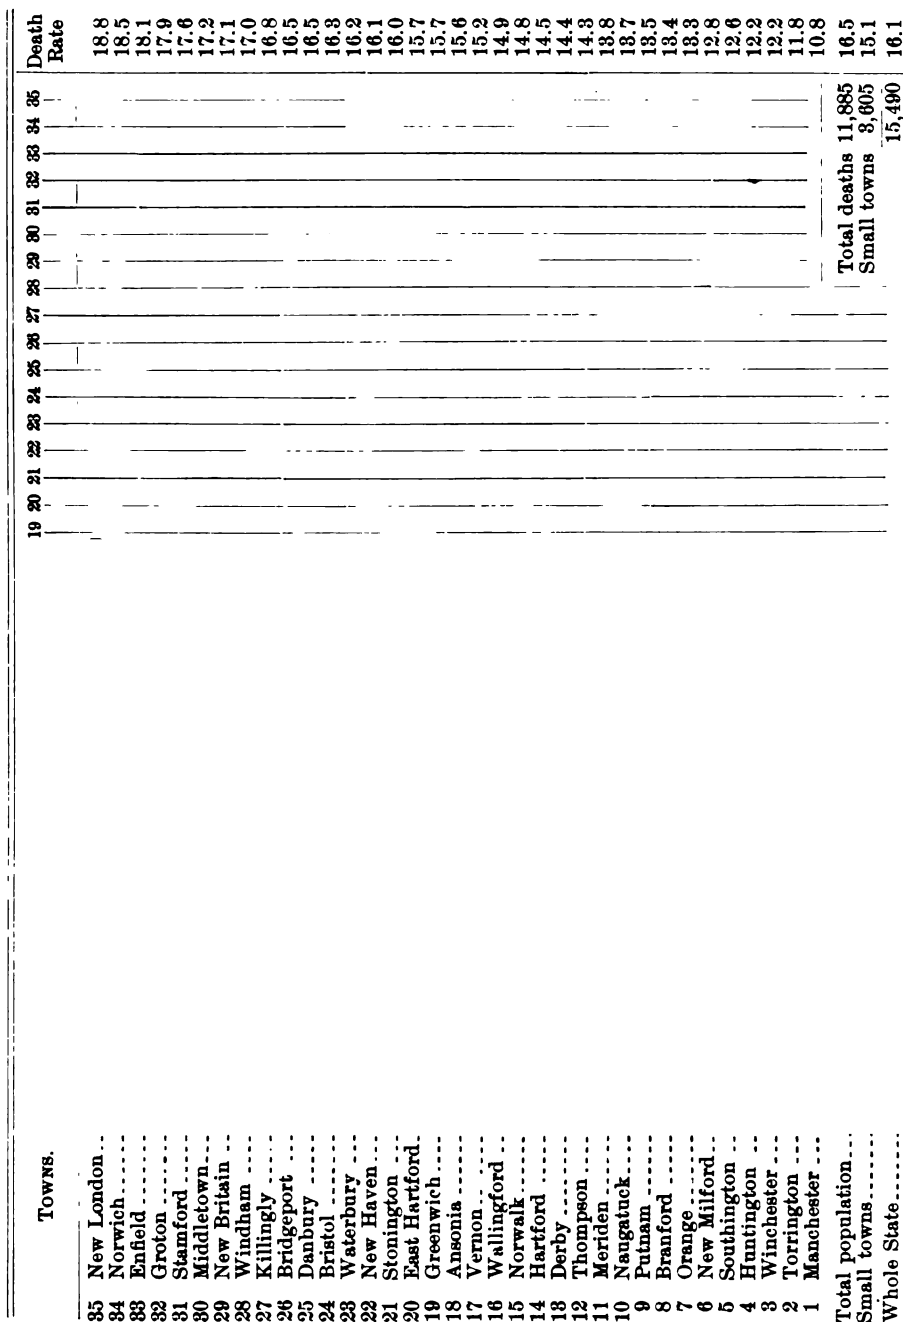 TOWNS. 19 20 21 22 23 24 25 26 27 28 29 30 31 32 33 34 35 Death Rate
35 New London 18.8
34 Norwich 18.5
33 Enfield 18.1
32 Groton 17.9
31 Stamford 17.6
30 Middletown 17.2
29 New Britain 17.1
28 Windham 17.0
27 Killingly 16.8
26 Bridgeport 16.5
25 Danbury 16.5
24 Bristol 16.3
23 Waterbury 16.2
22 New Haven 16.1
21 Stonington 16.0
20 East Hartford 15.7
19 Greenwich 15.7
18 Ansonia 15.6
17 Vernon 15.2
16 Wallingford 14.9
15 Norwalk 14.8
14 Hartford 14.5
13 Derby 14.4
12 Thompson 14.3
11 Meriden 13.8
10 Naugatuck 13.7
9 Putnam 13.5
8 Branford 13.4
7 Orange 13.3
6 New Milford 12.8
5 Southington 12.6
4 Huntington 12.2
3 Winchester 12.2
2 Torrington 11.8
1 Manchester 10.8
Total population Total deaths 11,885 16.5
Small towns Small towns 3,605 15.1
Whole State 15,490 16.1